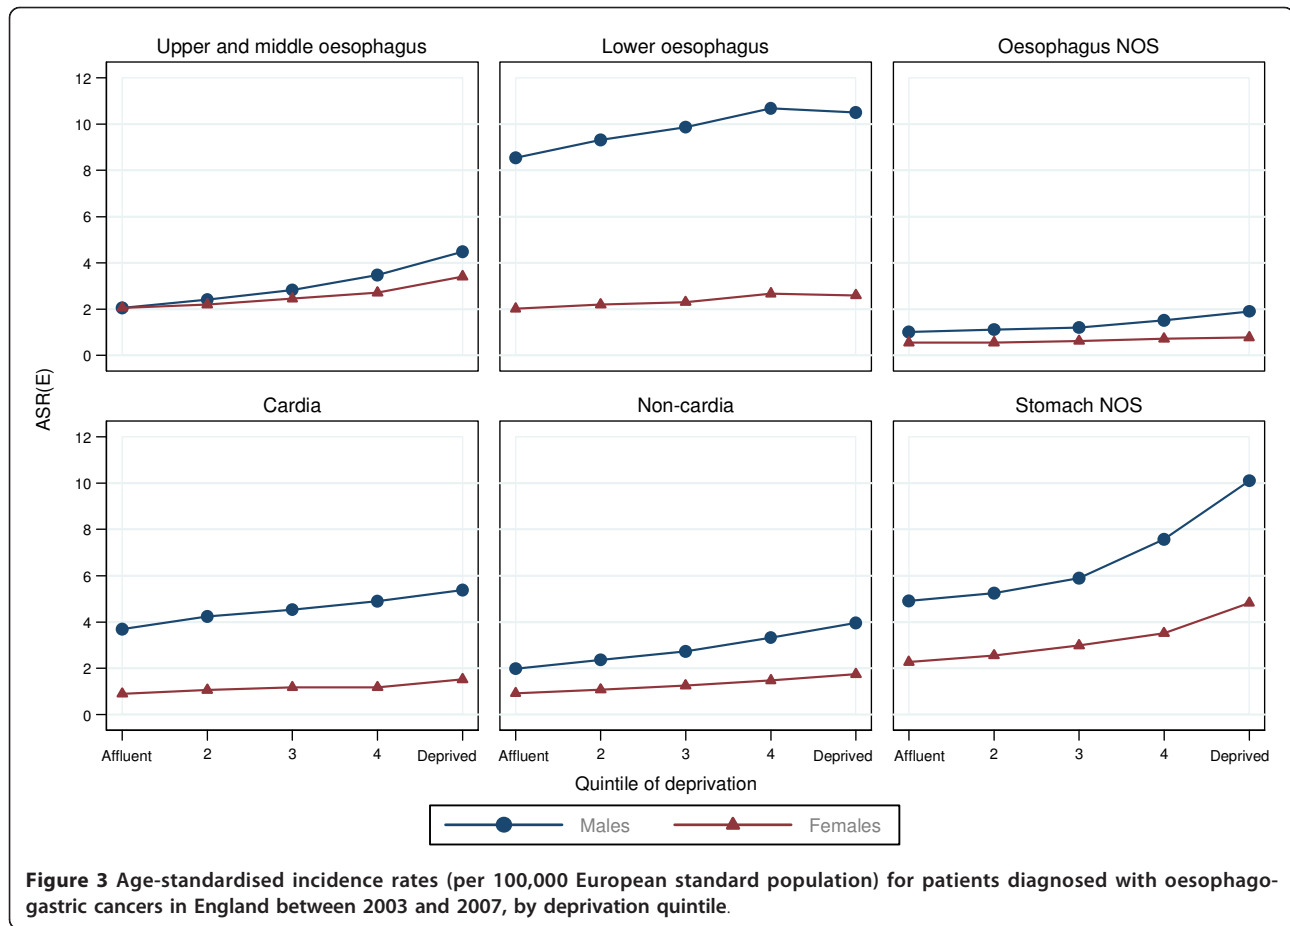 Upper and middle oesophagus
Lower oesophagus
Oesophagus NOS
12
10
8
6
4
2
0
ASR(E)
Cardia
Non-cardia
Stomach NOS
12
10
8
6
4
2
0
Affluent 2 3 4 Deprived
Affluent 2 3 4 Deprived
Affluent 2 3 4 Deprived
Quintile of deprivation
Males Females
Figure 3 Age-standardised incidence rates (per 100,000 European standard population) for patients diagnosed with oesophago-
gastric cancers in England between 2003 and 2007, by deprivation quintile.